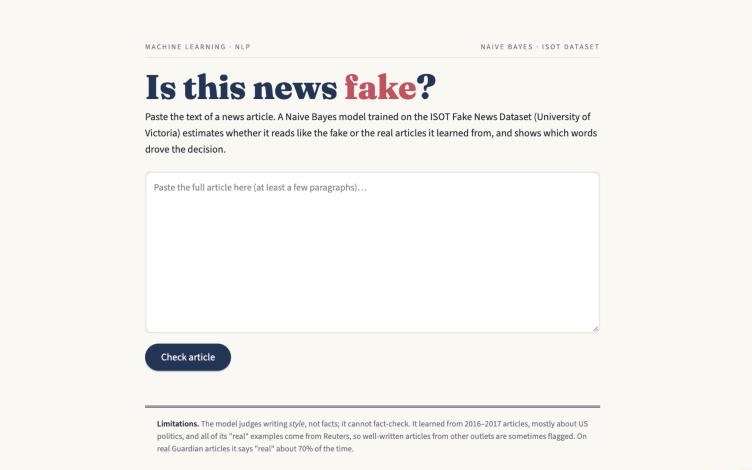 MACHINE LEARNING · NLP
NAIVE BAYES · ISOT DATASET
Is this news fake?
Paste the text of a news article. A Naive Bayes model trained on the ISOT Fake News Dataset (University of
Victoria) estimates whether it reads like the fake or the real articles it learned from, and shows which words
drove the decision.
Paste the full article here (at least a few paragraphs)…
Check article
Limitations. The model judges writing style, not facts; it cannot fact-check. It learned from 2016–2017 articles, mostly about US
politics, and all of its "real" examples come from Reuters, so well-written articles from other outlets are sometimes flagged. On
real Guardian articles it says "real" about 70% of the time.